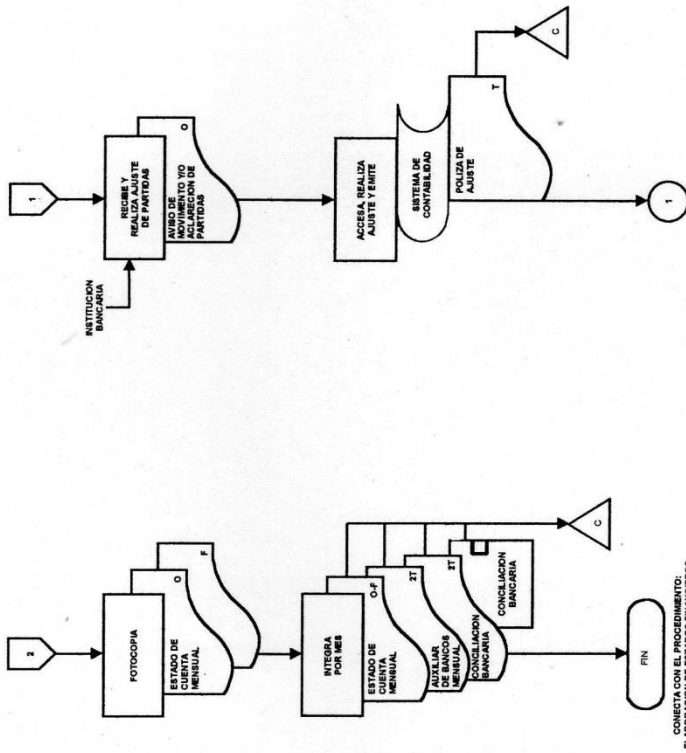 1
INSTITUCION
BANCARIA
RECIBE Y
REALIZA AJUSTE
DE PARTIDAS
O
AVISO DE
MOVIMIENTO Y/O
ACLARECION DE
PARTIDAS
ACCESA, REALIZA
AJUSTE Y EMITE
SISTEMA DE
CONTABILIDAD
POLIZA DE
AJUSTE
T
C
1
2
FOTOCOPIA
ESTADO DE
CUENTA
MENSUAL
O
F
INTEGRA
POR MES
ESTADO DE
CUENTA
MENSUAL
O-F
AUXILIAR
DE BANCOS
MENSUAL
2T
CONCILIACION
BANCARIA
2T
CONCILIACION
BANCARIA
C
FIN
CONECTA CON EL PROCEDIMIENTO: